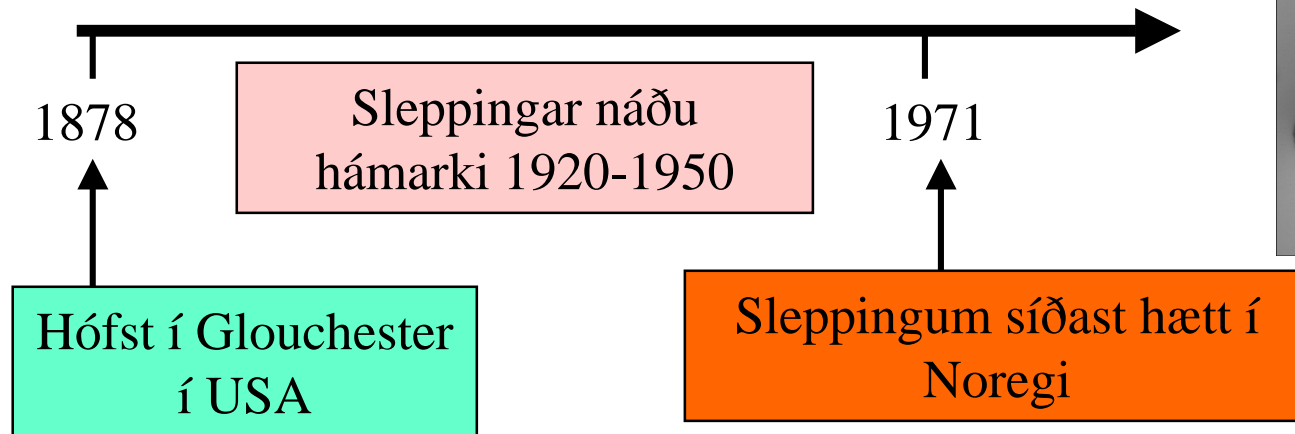 1878
Sleppingar náðu
hámarki 1920-1950
1971
Hófst í Glouchester
í USA
Sleppingum síðast hætt í
Noregi